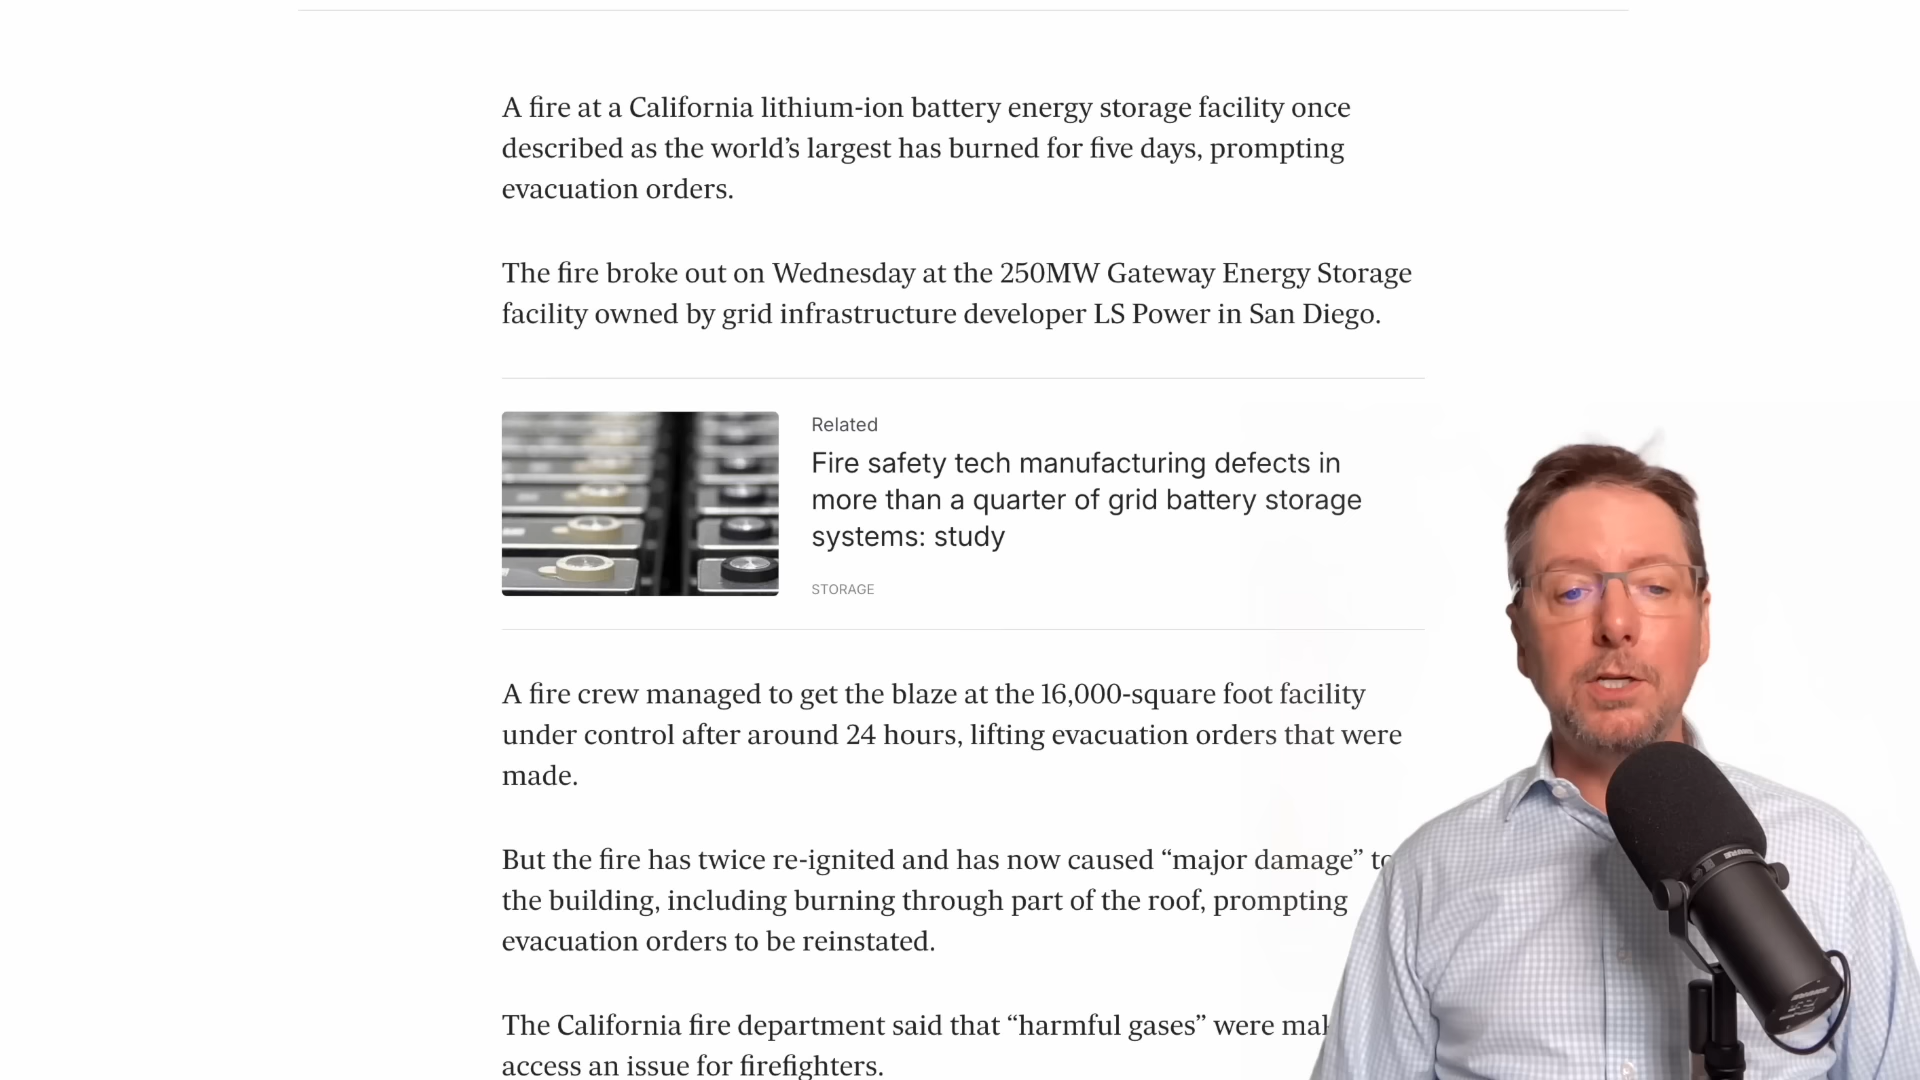 A fire at a California lithium-ion battery energy storage facility once
described as the world’s largest has burned for five days, prompting
evacuation orders.
The fire broke out on Wednesday at the 250MW Gateway Energy Storage
facility owned by grid infrastructure developer LS Power in San Diego.
Related
Fire safety tech manufacturing defects in
more than a quarter of grid battery storage
systems: study
STORAGE
A fire crew managed to get the blaze at the 16,000-square foot facility
under control after around 24 hours, lifting evacuation orders that were
made.
But the fire has twice re-ignited and has now caused “major damage” to
the building, including burning through part of the roof, prompting
evacuation orders to be reinstated.
The California fire department said that “harmful gases” were
access an issue for firefighters.